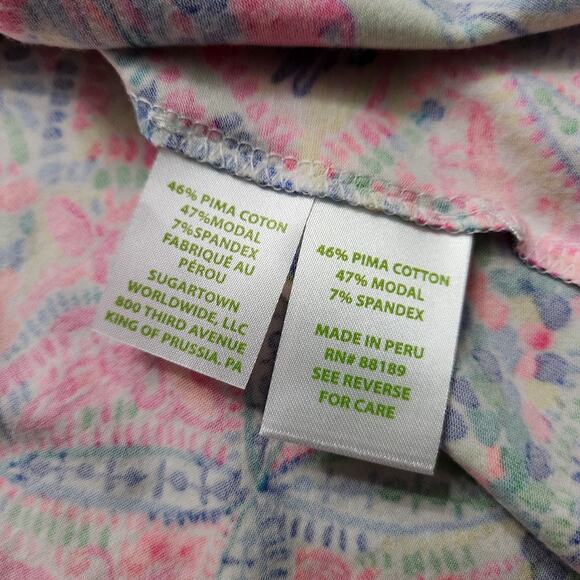 46% PIMA COTON
47%MODAL
7%SPANDEX
FABRIQUÉ AU
PÉROU
SUGARTOWN
WORLDWIDE, LLC
800 THIRD AVENUE
KING OF PRUSSIA, PA
46% PIMA COTTON
47% MODAL
7% SPANDEX
MADE IN PERU
RN# 88189
SEE REVERSE
FOR CARE